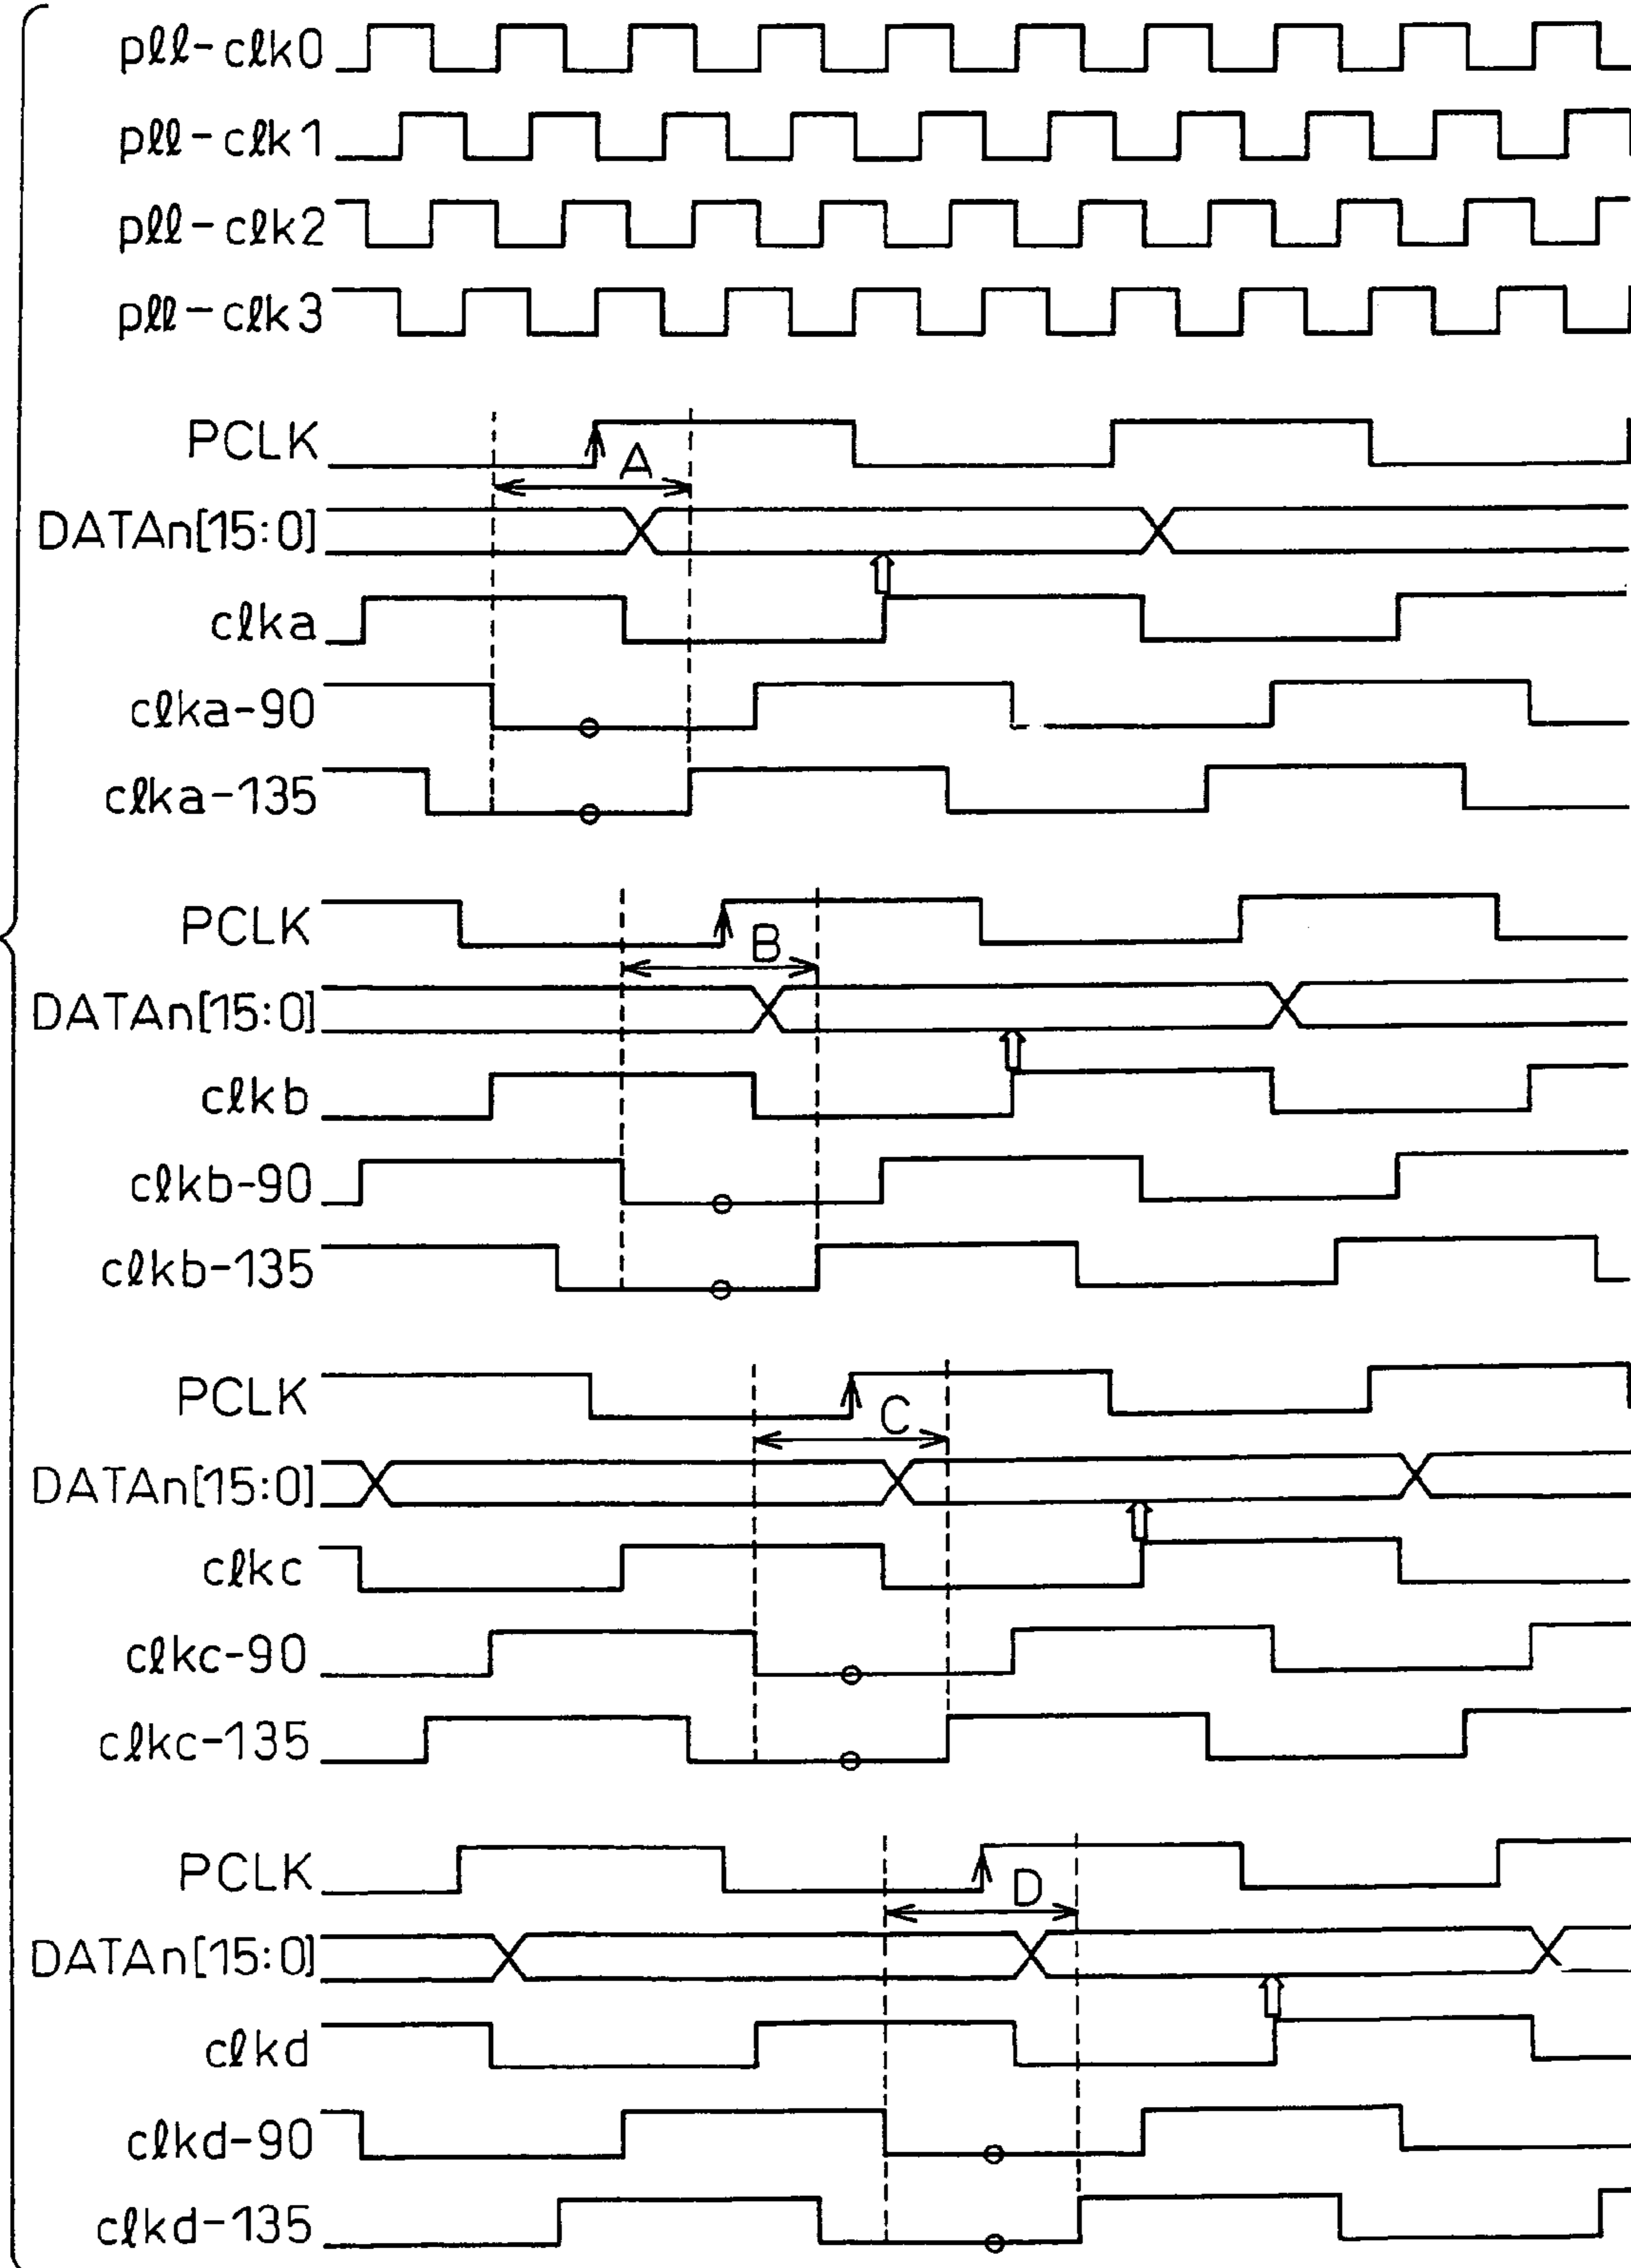 pll-clk0
pll-clk1
pll-clk2
pll-clk3
PCLK
A
DATAn[15:0]
clka
clka-90
clka-135
PCLK
B
DATAn[15:0]
clkb
clkb-90
clkb-135
PCLK
C
DATAn[15:0]
clkc
clkc-90
clkc-135
PCLK
D
DATAn[15:0]
clkd
clkd-90
clkd-135